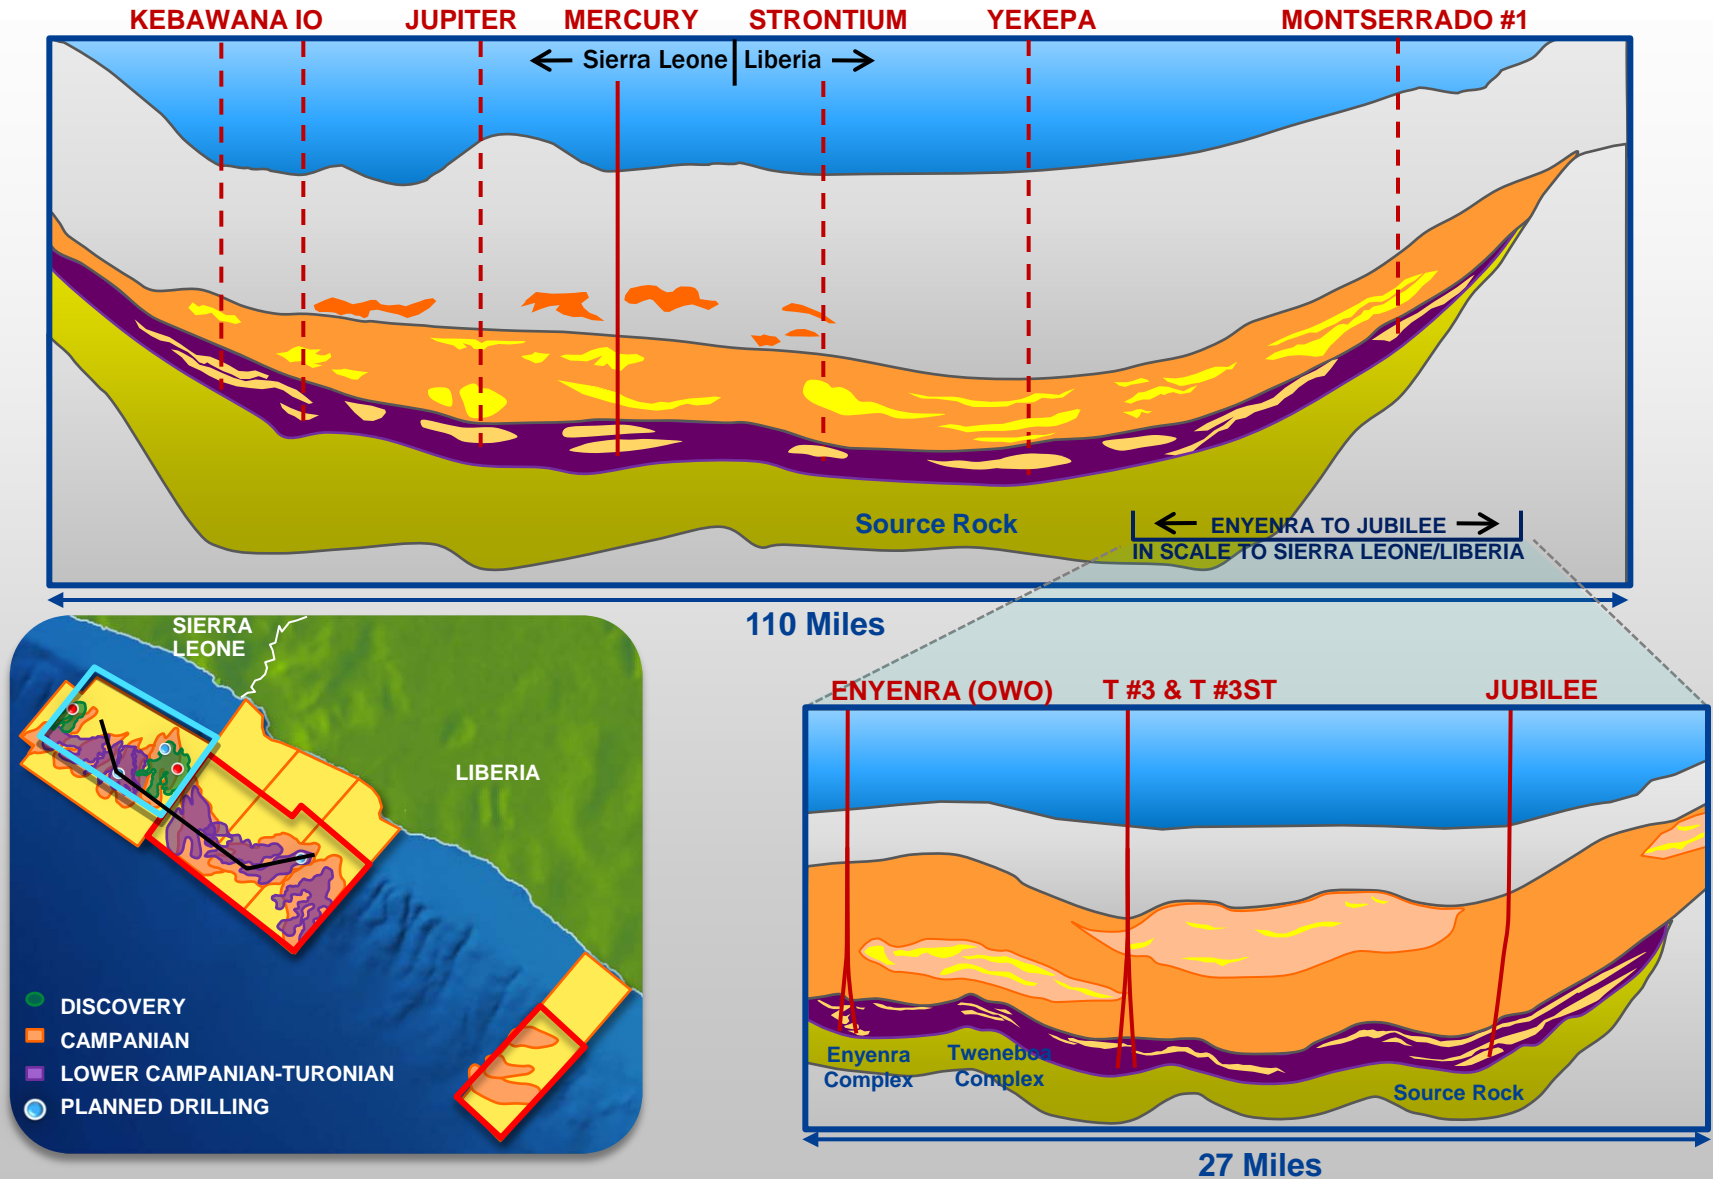 KEBAWANA IO JUPITER MERCURY STRONTIUM YEKEPA MONTSERRADO #1
Sierra Leone Liberia
Source Rock
ENYENRA TO JUBILEE
IN SCALE TO SIERRA LEONE/LIBERIA
110 Miles
SIERRA
LEONE
LIBERIA
DISCOVERY
CAMPANIAN
LOWER CAMPANIAN-TURONIAN
PLANNED DRILLING
ENYENRA (OWO) T #3 & T #3ST JUBILEE
Enyenra
Complex
Tweneboa
Complex
Source Rock
27 Miles